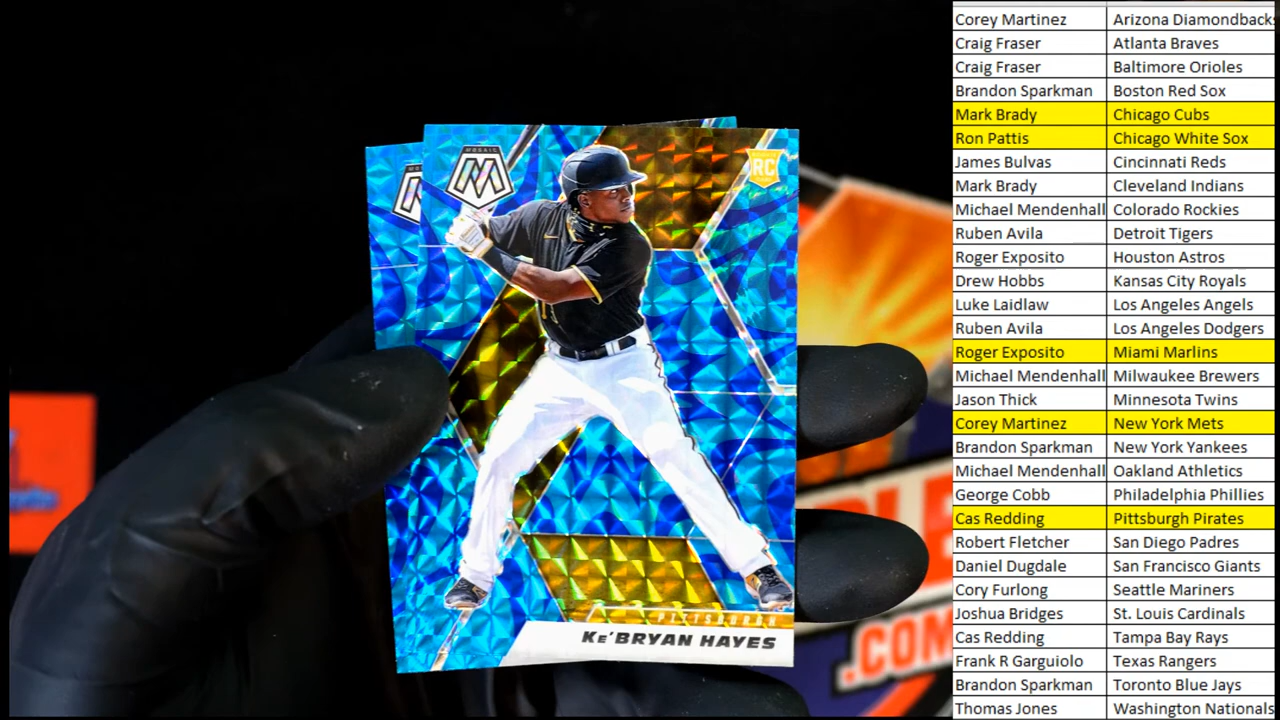 Corey Martinez Arizona Diamondbacks
Craig Fraser Atlanta Braves
Craig Fraser Baltimore Orioles
Brandon Sparkman Boston Red Sox
Mark Brady Chicago Cubs
Ron Pattis Chicago White Sox
James Bulvas Cincinnati Reds
Mark Brady Cleveland Indians
Michael Mendenhall Colorado Rockies
Ruben Avila Detroit Tigers
Roger Exposito Houston Astros
Drew Hobbs Kansas City Royals
Luke Laidlaw Los Angeles Angels
Ruben Avila Los Angeles Dodgers
Roger Exposito Miami Marlins
Michael Mendenhall Milwaukee Brewers
Jason Thick Minnesota Twins
Corey Martinez New York Mets
Brandon Sparkman New York Yankees
Michael Mendenhall Oakland Athletics
George Cobb Philadelphia Phillies
Cas Redding Pittsburgh Pirates
Robert Fletcher San Diego Padres
Daniel Dugdale San Francisco Giants
Cory Furlong Seattle Mariners
Joshua Bridges St. Louis Cardinals
Cas Redding Tampa Bay Rays
Frank R Garguiolo Texas Rangers
Brandon Sparkman Toronto Blue Jays
Thomas Jones Washington Nationals
MOSAIC
M
RC
PITTSBURGH
KE'BRYAN HAYES
.COM